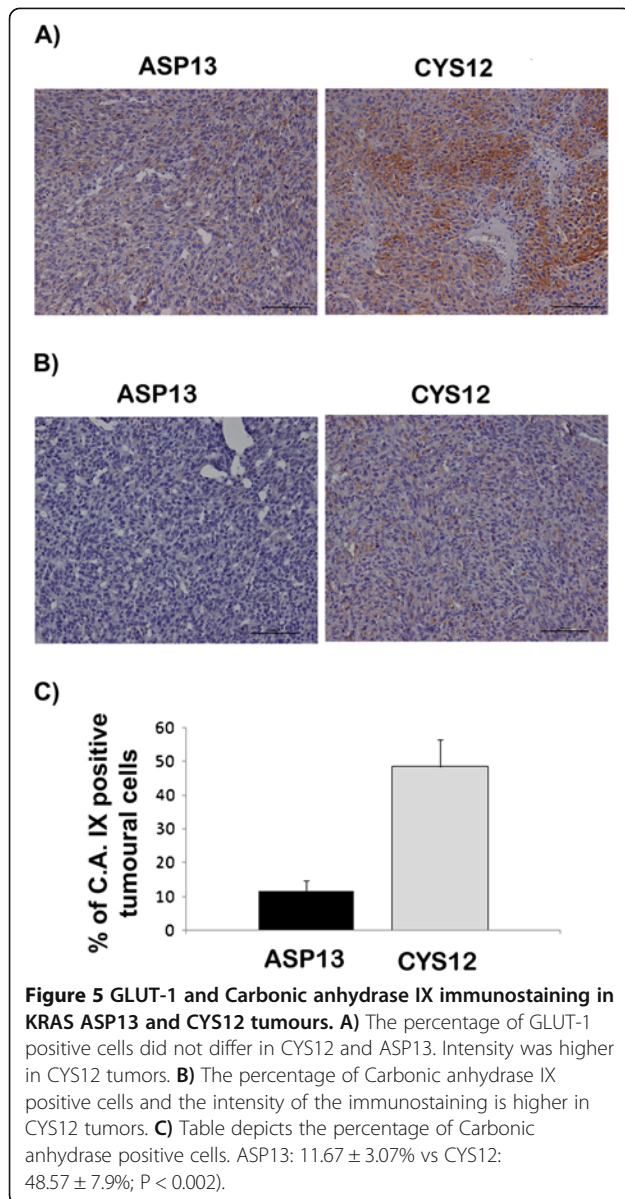 A)
ASP13 CYS12
B)
ASP13 CYS12
C)
% of C.A. IX positive
tumoural cells
60
50
40
30
20
10
0
ASP13 CYS12
Figure 5 GLUT-1 and Carbonic anhydrase IX immunostaining in
KRAS ASP13 and CYS12 tumours. A) The percentage of GLUT-1
positive cells did not differ in CYS12 and ASP13. Intensity was higher
in CYS12 tumors. B) The percentage of Carbonic anhydrase IX
positive cells and the intensity of the immunostaining is higher in
CYS12 tumors. C) Table depicts the percentage of Carbonic
anhydrase positive cells. ASP13: 11.67 ± 3.07% vs CYS12:
48.57 ± 7.9%; P < 0.002).